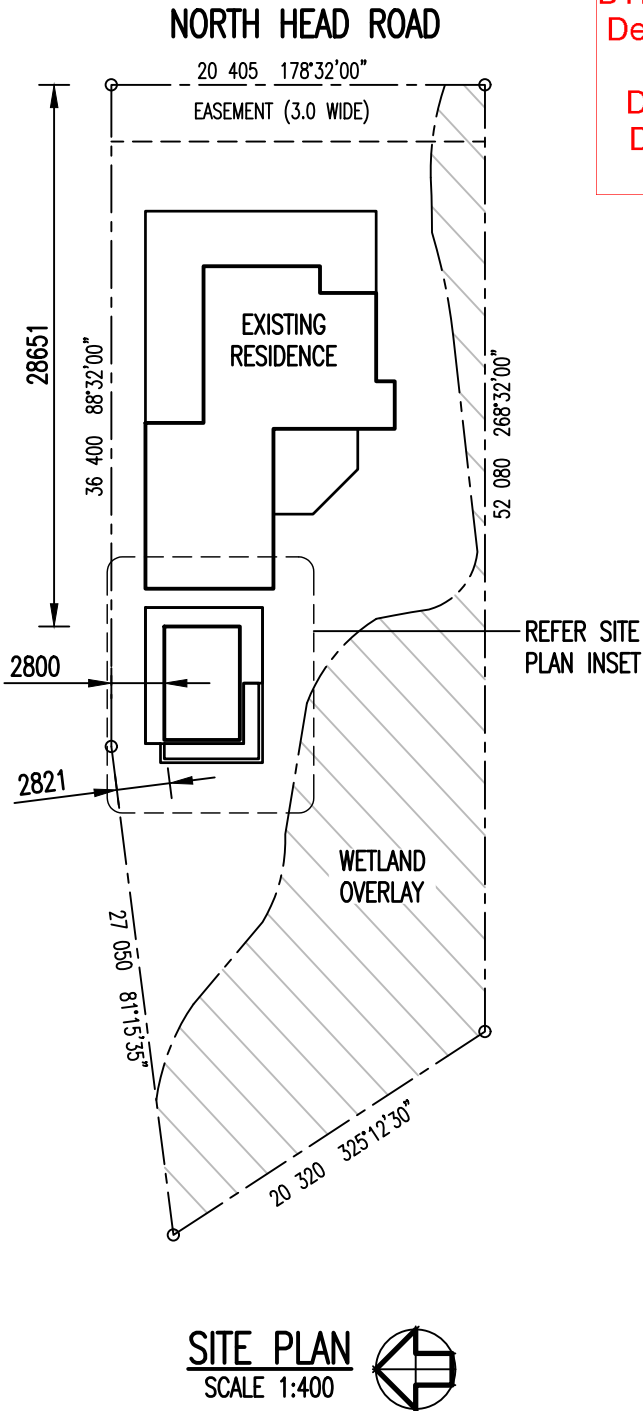 NORTH HEAD ROAD
20 405 178°32'00"
EASEMENT (3.0 WIDE)
28651
36 400 88°32'00"
EXISTING
RESIDENCE
52 080 268°32'00"
REFER SITE
PLAN INSET
2800
2821
WETLAND
OVERLAY
27 050 81°15'35"
20 320 325°12'30"
SITE PLAN
SCALE 1:400